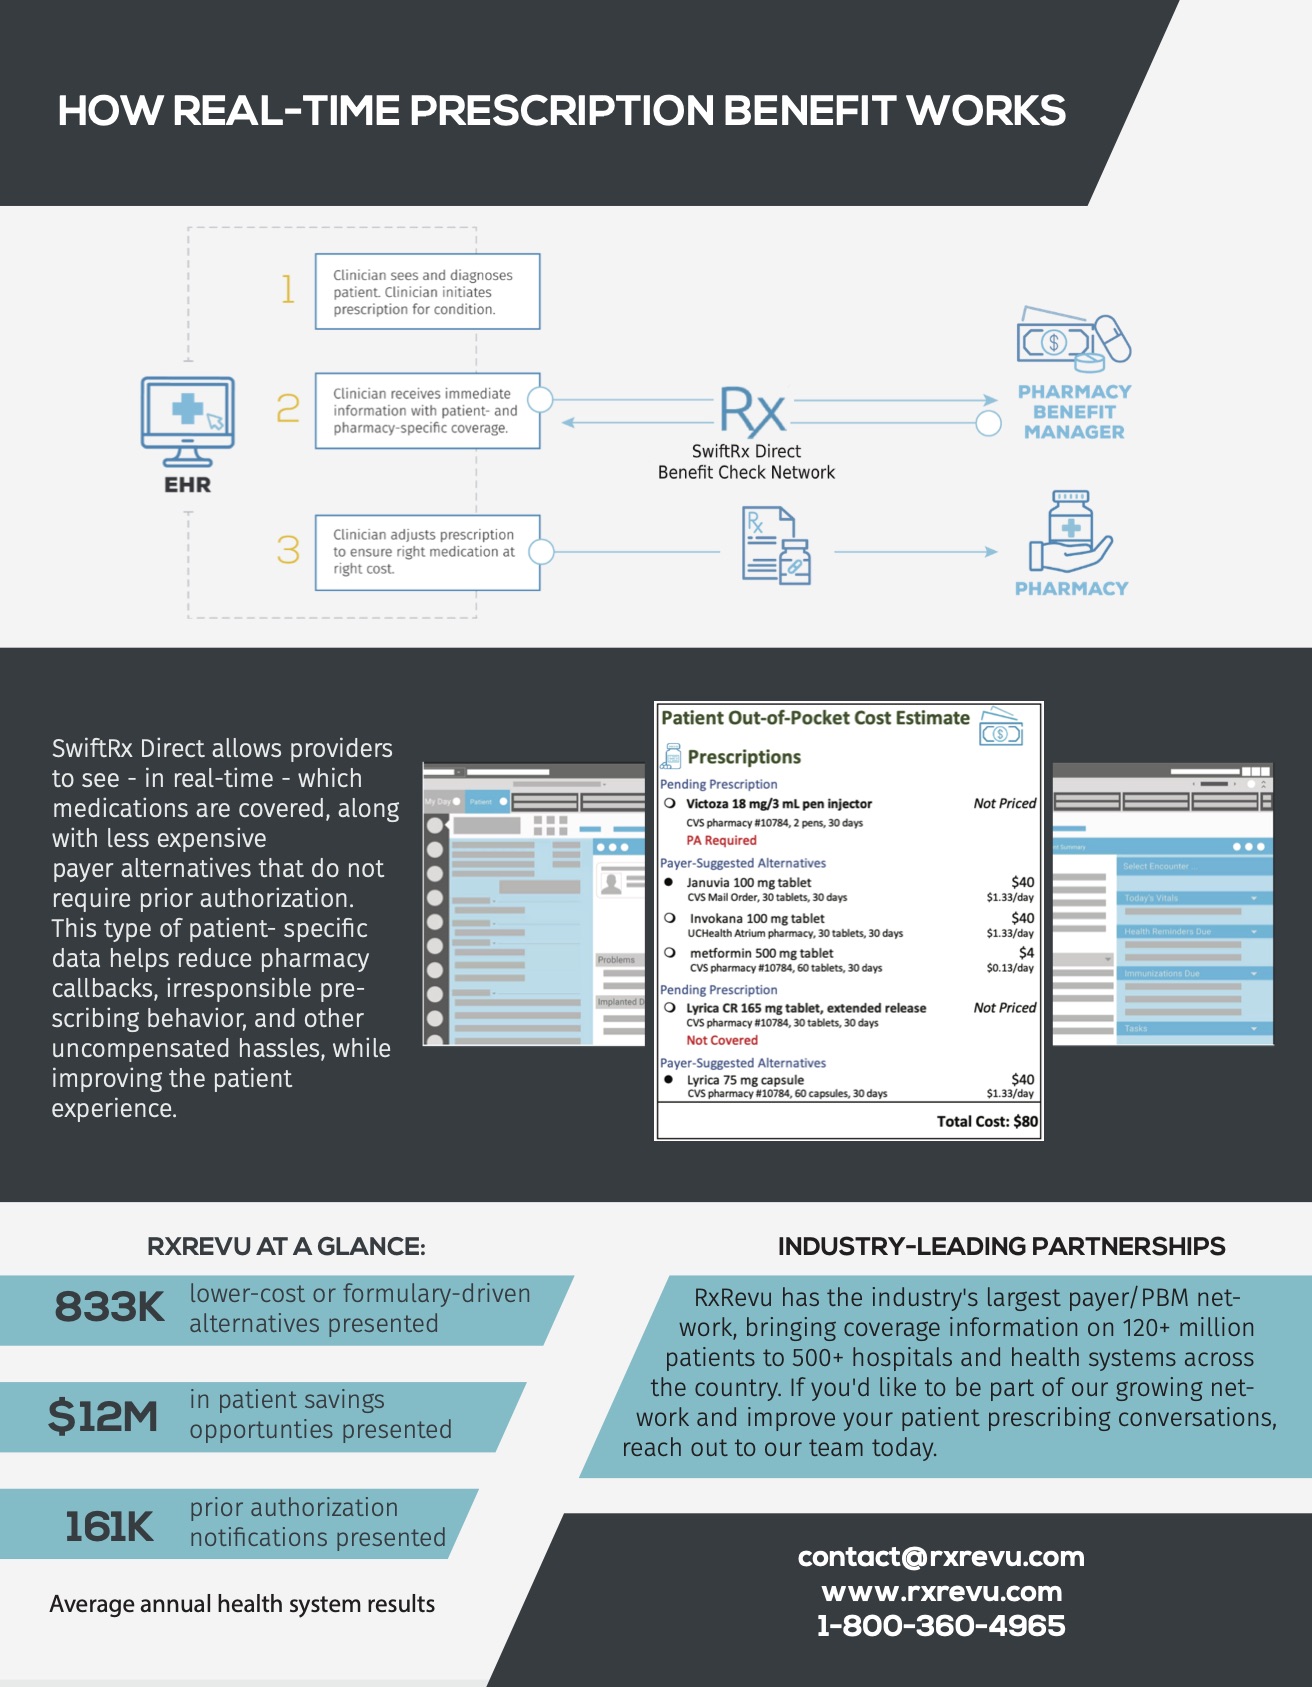 HOW REAL-TIME PRESCRIPTION BENEFIT WORKS
1
Clinician sees and diagnoses
patient. Clinician initiates
prescription for condition.
2
Clinician receives immediate
information with patient- and
pharmacy-specific coverage.
3
Clinician adjusts prescription
to ensure right medication at
right cost.
EHR
Rx
SwiftRx Direct
Benefit Check Network
$
PHARMACY
BENEFIT
MANAGER
Rx
PHARMACY
SwiftRx Direct allows providers
to see - in real-time - which
medications are covered, along
with less expensive
payer alternatives that do not
require prior authorization.
This type of patient- specific
data helps reduce pharmacy
callbacks, irresponsible pre-
scribing behavior, and other
uncompensated hassles, while
improving the patient
experience.
My Day
Patient
Problems
Implanted D
Patient Out-of-Pocket Cost Estimate
$
Prescriptions
Pending Prescription
Victoza 18 mg/3 mL pen injector Not Priced
CVS pharmacy #10784, 2 pens, 30 days
PA Required
Payer-Suggested Alternatives
Januvia 100 mg tablet $40
CVS Mail Order, 30 tablets, 30 days $1.33/day
Invokana 100 mg tablet $40
UCHealth Atrium pharmacy, 30 tablets, 30 days $1.33/day
metformin 500 mg tablet $4
CVS pharmacy #10784, 60 tablets, 30 days $0.13/day
Pending Prescription
Lyrica CR 165 mg tablet, extended release Not Priced
CVS pharmacy #10784, 30 tablets, 30 days
Not Covered
Payer-Suggested Alternatives
Lyrica 75 mg capsule $40
CVS pharmacy #10784, 60 capsules, 30 days $1.33/day
Total Cost: $80
Summary
Select Encounter...
Today's Vitals
Health Reminders Due
Immunizations Due
Tasks
RXREVU AT A GLANCE:
833K lower-cost or formulary-driven
alternatives presented
$12M in patient savings
opportunties presented
161K prior authorization
notifications presented
Average annual health system results
INDUSTRY-LEADING PARTNERSHIPS
RxRevu has the industry's largest payer/PBM net-
work, bringing coverage information on 120+ million
patients to 500+ hospitals and health systems across
the country. If you'd like to be part of our growing net-
work and improve your patient prescribing conversations,
reach out to our team today.
contact@rxrevu.com
www.rxrevu.com
1-800-360-4965